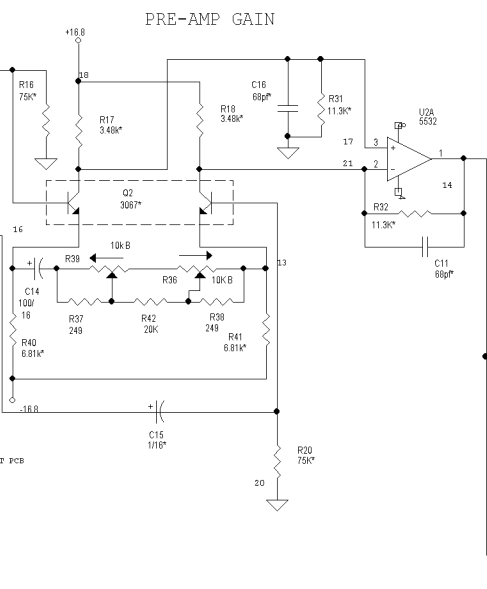 PRE-AMP GAIN
+16.8
18
R16
75K*
R17
3.48k*
R18
3.48k*
C16
68pf*
R31
11.3K*
U2A
5532
17
3
+
1
21
2
-
14
Q2
3067*
R32
11.3K*
C11
68pf*
16
10k B
R39
R36
10K B
13
+
C14
100/
16
R37
249
R42
20K
R38
249
R40
6.81k*
R41
6.81k*
-16.8
+
C15
1/16*
R20
75K*
20
T PCB